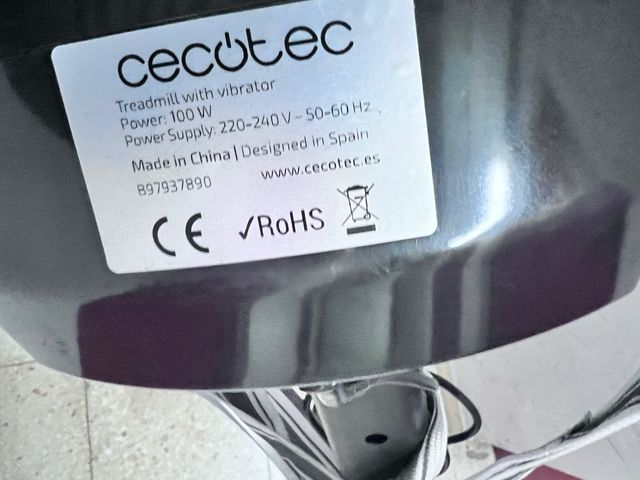 cecotec
Treadmill with vibrator
Power: 100 W
Power Supply: 220-240 V ~ 50-60 Hz
Made in China | Designed in Spain
B97937890 www.cecotec.es
CE ✓RoHS